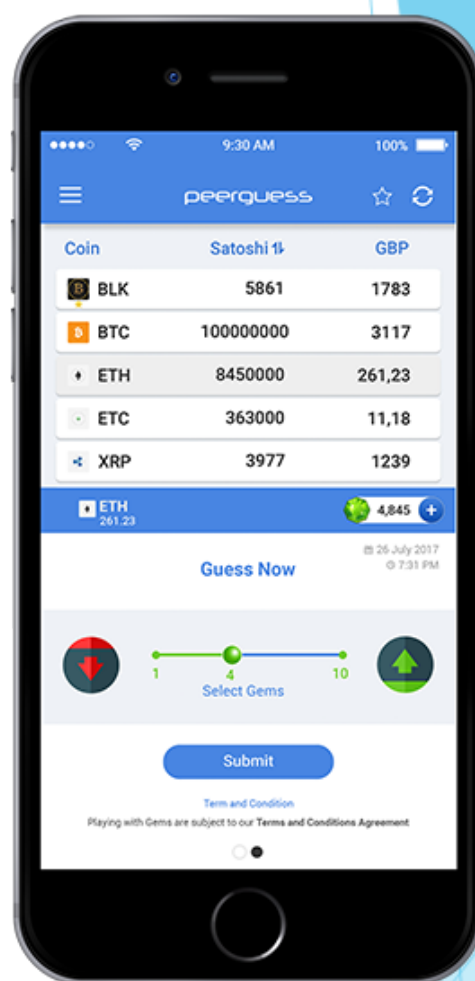 9:30 AM 100%
peerguess
Coin Satoshi GBP
BLK 5861 1783
BTC 100000000 3117
ETH 8450000 261,23
ETC 363000 11,18
XRP 3977 1239
ETH 4,845 +
261.23
26 July 2017
7:31 PM
Guess Now
1 4 10
Select Gems
Submit
Term and Condition
Playing with Gems are subject to our Terms and Conditions Agreement